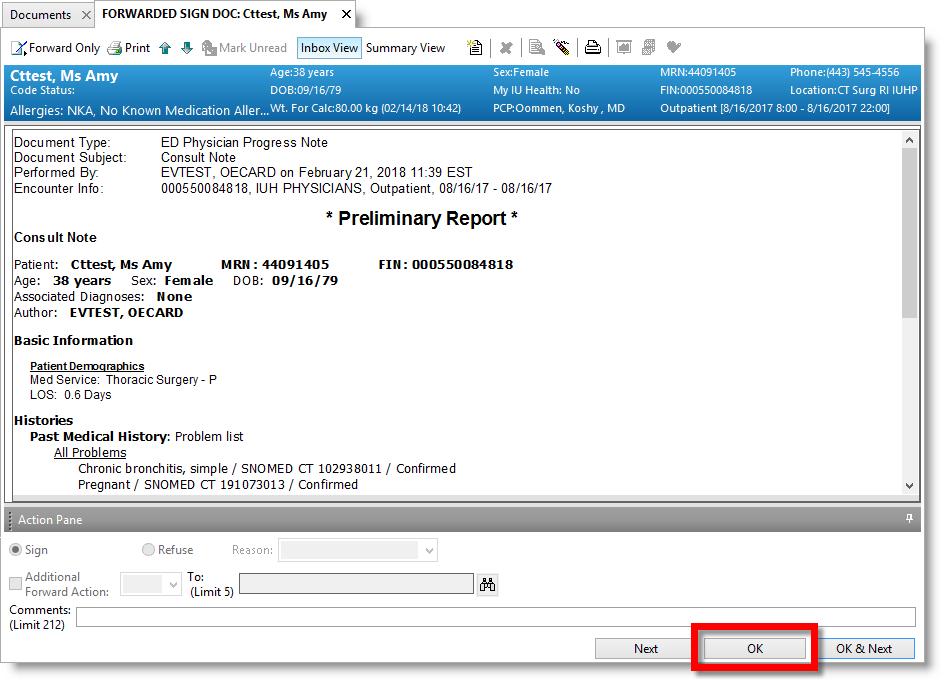 Documents × FORWARDED SIGN DOC: Cttest, Ms Amy ×
Forward Only Print Mark Unread Inbox View Summary View
Cttest, Ms Amy Age:38 years Sex:Female MRN:44091405 Phone:(443) 545-4556
Code Status: DOB:09/16/79 My IU Health: No FIN:000550084818 Location:CT Surg RI IUHP
Allergies: NKA, No Known Medication Aller... Wt. For Calc:80.00 kg (02/14/18 10:42) PCP:Oommen, Koshy , MD Outpatient [8/16/2017 8:00 - 8/16/2017 22:00]
Document Type: ED Physician Progress Note
Document Subject: Consult Note
Performed By: EVTEST, OECARD on February 21, 2018 11:39 EST
Encounter Info: 000550084818, IUH PHYSICIANS, Outpatient, 08/16/17 - 08/16/17
* Preliminary Report *
Consult Note
Patient: Cttest, Ms Amy MRN: 44091405 FIN: 000550084818
Age: 38 years Sex: Female DOB: 09/16/79
Associated Diagnoses: None
Author: EVTEST, OECARD
Basic Information
Patient Demographics
Med Service: Thoracic Surgery - P
LOS: 0.6 Days
Histories
Past Medical History: Problem list
All Problems
Chronic bronchitis, simple / SNOMED CT 102938011 / Confirmed
Pregnant / SNOMED CT 191073013 / Confirmed
Action Pane
Sign Refuse Reason:
Additional
Forward Action:
To:
(Limit 5)
Comments:
(Limit 212)
Next OK OK & Next